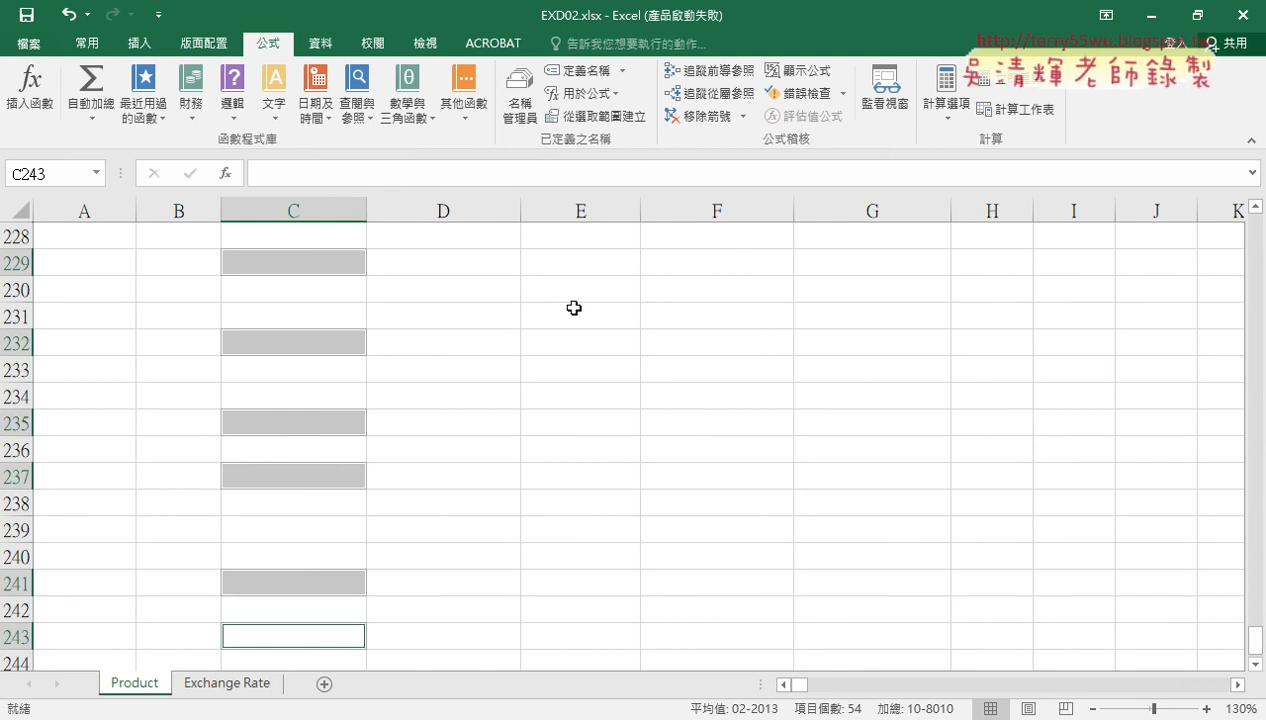 EXD02.xlsx - Excel (產品啟動失敗)
http://terry55wu.blogspot.tw
吳清輝老師錄製
檔案 常用 插入 版面配置 公式 資料 校閱 檢視 ACROBAT 告訴我您想要執行的動作... 登入 共用
插入函數 自動加總 最近用過的函數 財務 邏輯 文字 日期及時間 查閱與參照 數學與三角函數 其他函數
函數程式庫
名稱管理員 定義名稱 用於公式 從選取範圍建立
已定義之名稱
追蹤前導參照 追蹤從屬參照 移除箭號 顯示公式 錯誤檢查 評估值公式
公式稽核
監看視窗
計算選項 計算工作表
計算
C243 fx
A B C D E F G H I J K
228
229
230
231
232
233
234
235
236
237
238
239
240
241
242
243
244
Product Exchange Rate
就緒 平均值: 02-2013 項目個數: 54 加總: 10-8010 130%